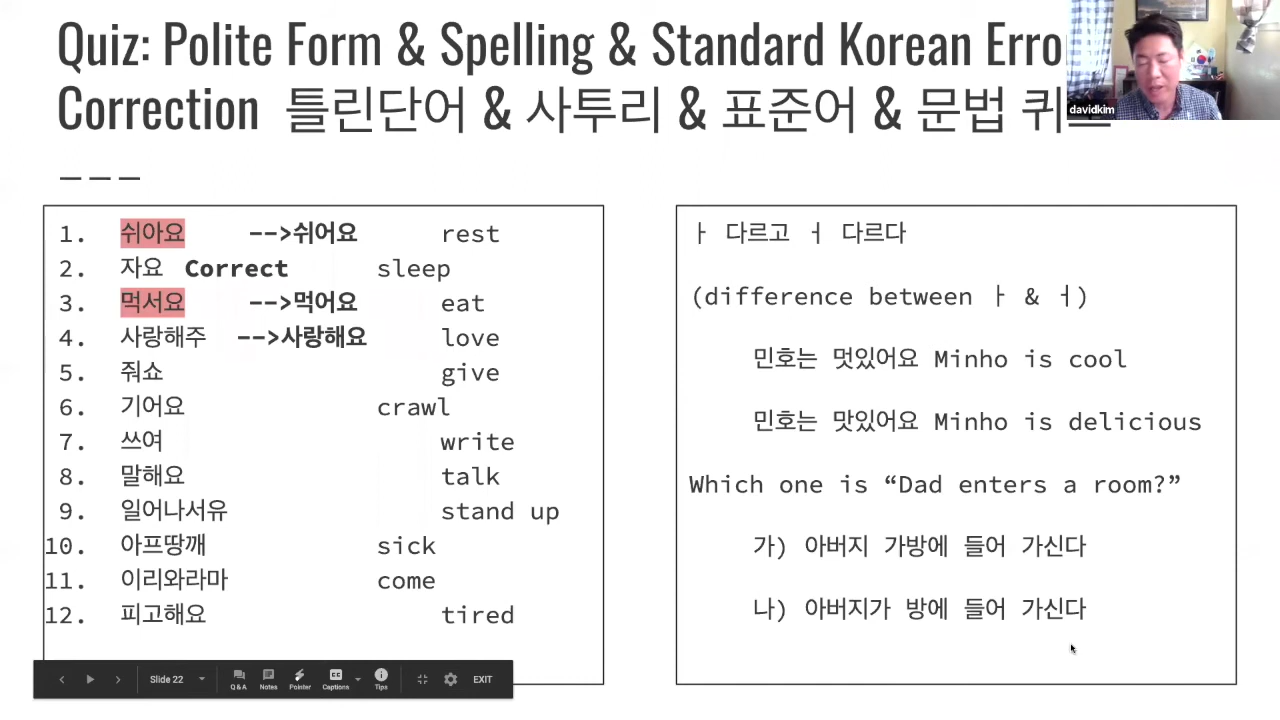 Quiz: Polite Form & Spelling & Standard Korean Erro
Correction 틀린단어 & 사투리 & 표준어 & 문법
davidkim
1. 쉬아요 -->쉬어요 rest
2. 자요 Correct sleep
3. 먹서요 -->먹어요 eat
4. 사랑해주 -->사랑해요 love
5. 줘쇼 give
6. 기어요 crawl
7. 쓰여 write
8. 말해요 talk
9. 일어나서유 stand up
10. 아프땅깨 sick
11. 이리와라마 come
12. 피고해요 tired
ㅏ 다르고 ㅓ 다르다
(difference between ㅏ & ㅕ)
민호는 멋있어요 Minho is cool
민호는 맛있어요 Minho is delicious
Which one is “Dad enters a room?”
가) 아버지 가방에 들어 가신다
나) 아버지가 방에 들어 가신다
Slide 22
Q&A Notes Pointer Captions Tips EXIT